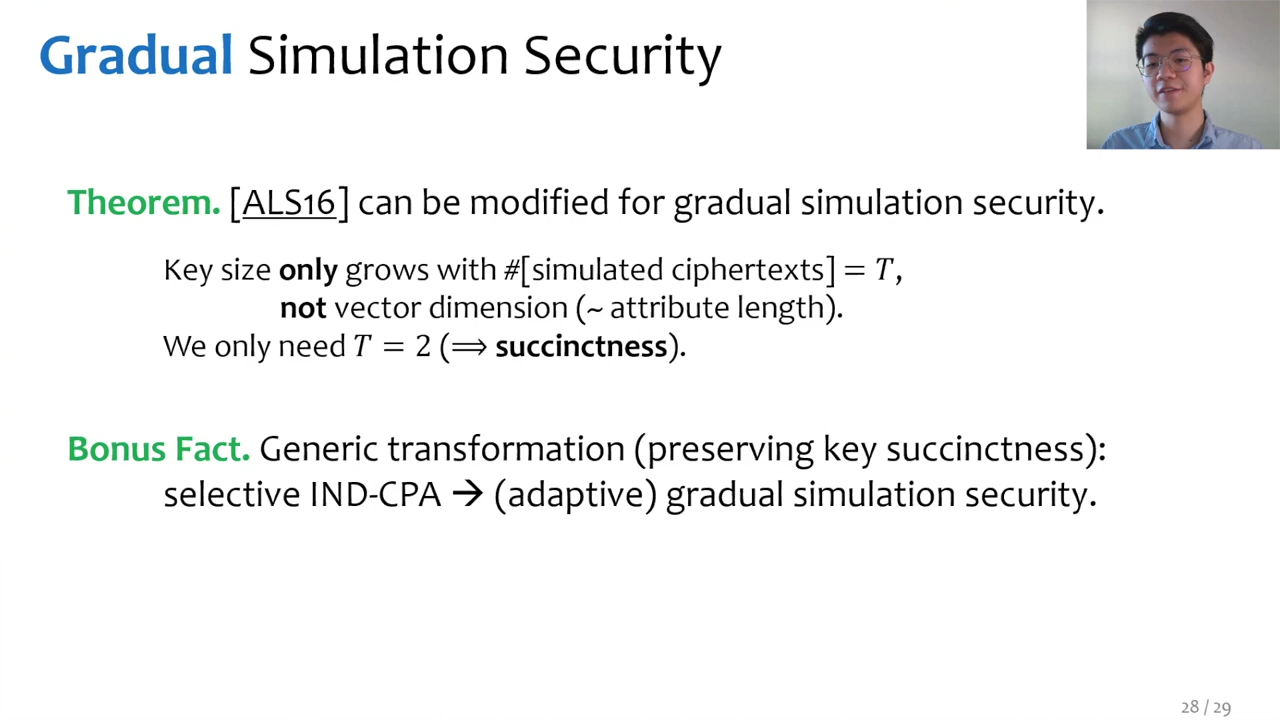 Gradual Simulation Security
Theorem. [ALS16] can be modified for gradual simulation security.
Key size only grows with #[simulated ciphertexts] = T,
not vector dimension (~ attribute length).
We only need T = 2 (⟹ succinctness).
Bonus Fact. Generic transformation (preserving key succinctness):
selective IND-CPA → (adaptive) gradual simulation security.
28 / 29